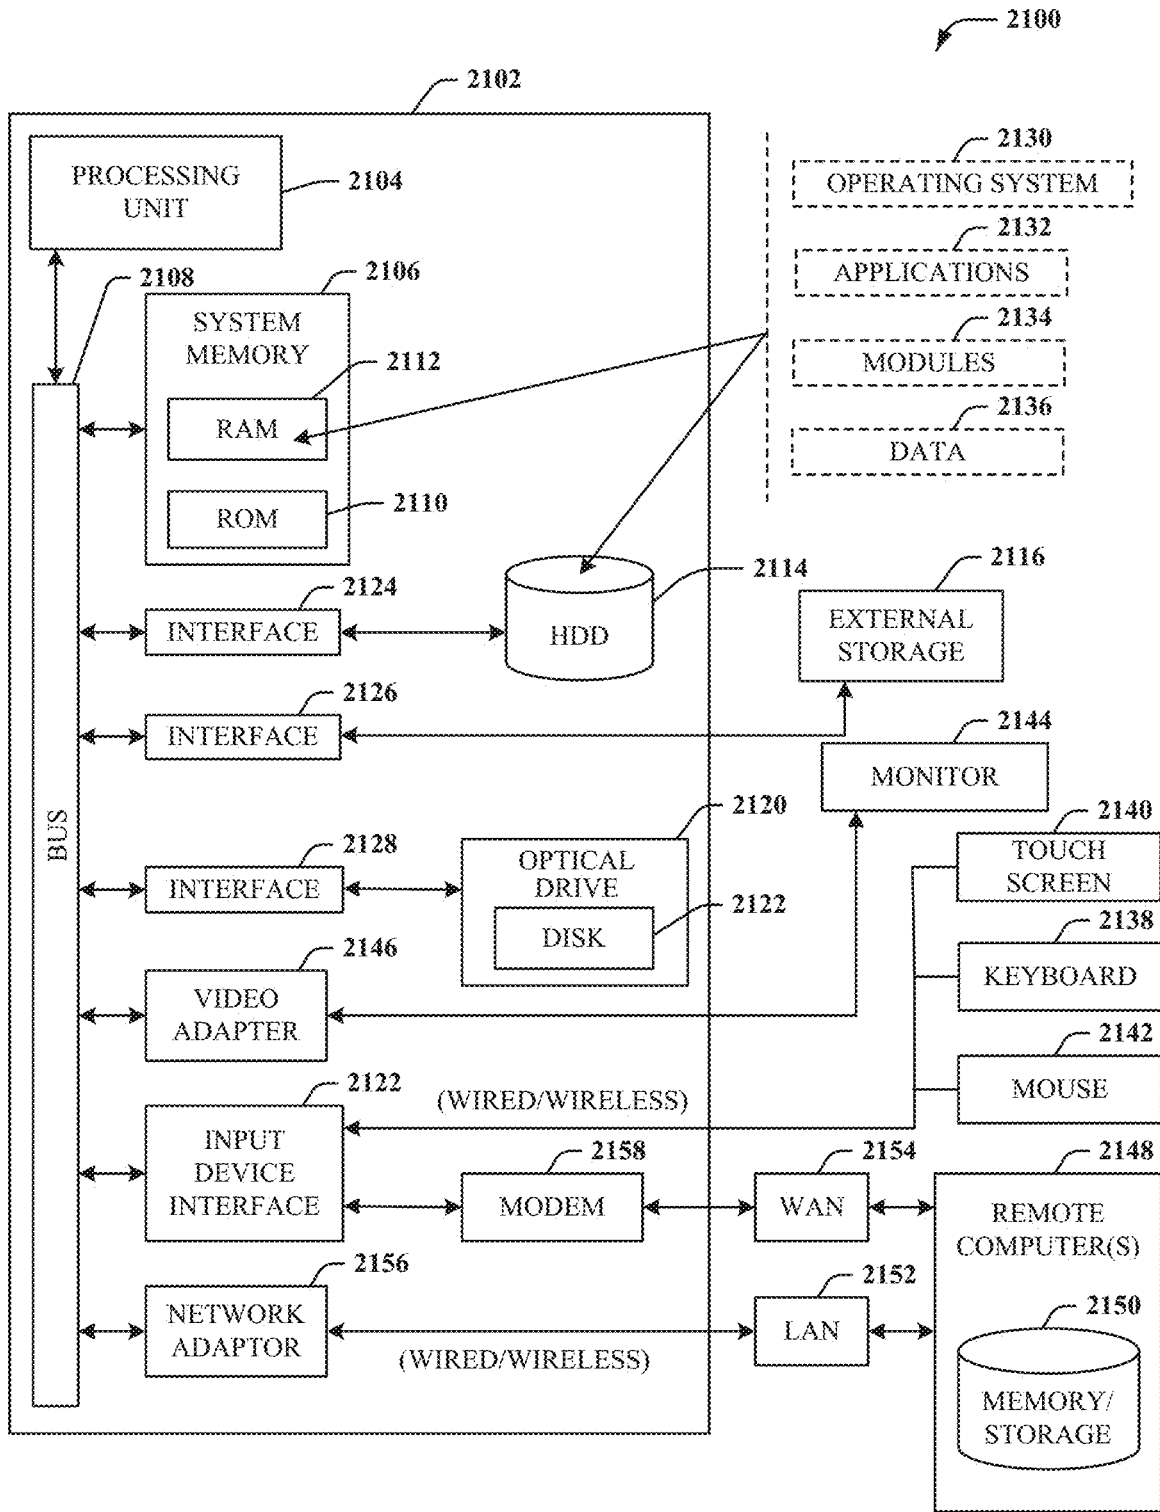 2100
2102
PROCESSING
UNIT
2104
2108
2106
SYSTEM
MEMORY
2112
RAM
ROM
2110
2130
OPERATING SYSTEM
2132
APPLICATIONS
2134
MODULES
2136
DATA
2124
INTERFACE
HDD
2114
2116
EXTERNAL
STORAGE
2126
INTERFACE
2144
MONITOR
BUS
2128
INTERFACE
2120
OPTICAL
DRIVE
2122
DISK
2140
TOUCH
SCREEN
2138
KEYBOARD
2142
MOUSE
2146
VIDEO
ADAPTER
2122
INPUT
DEVICE
INTERFACE
(WIRED/WIRELESS)
2158
MODEM
2154
WAN
2148
REMOTE
COMPUTER(S)
2156
NETWORK
ADAPTOR
(WIRED/WIRELESS)
2152
LAN
2150
MEMORY/
STORAGE